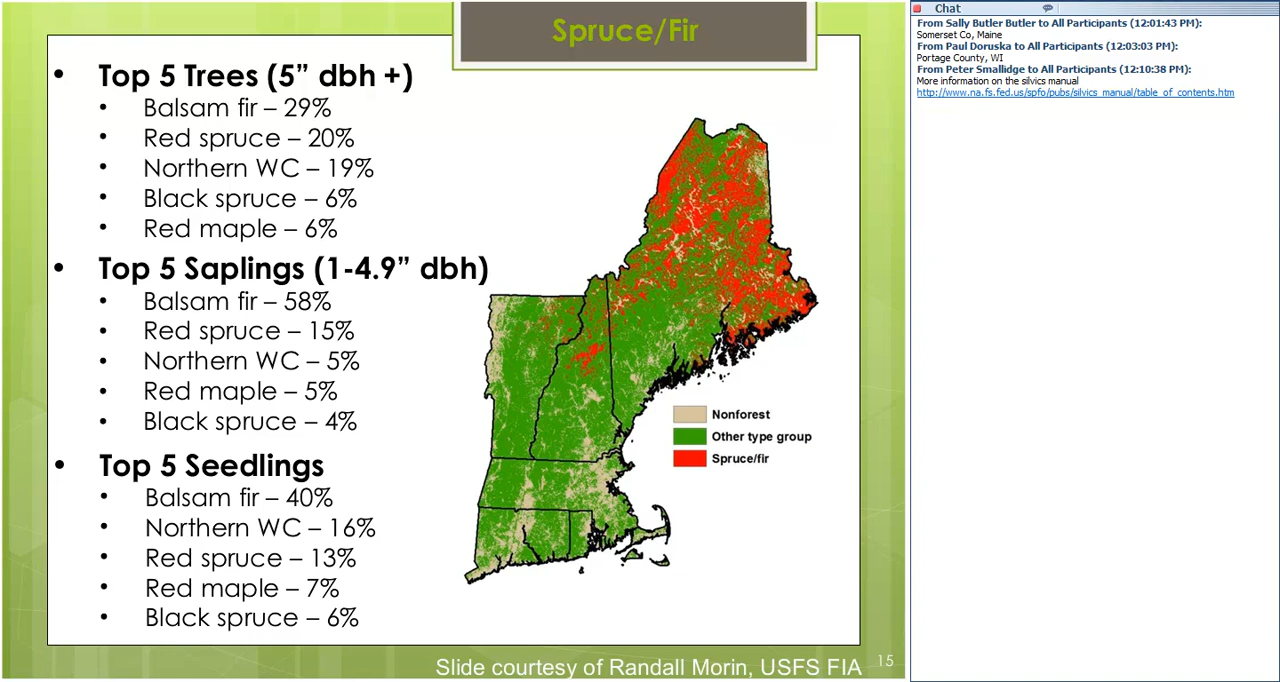 Spruce/Fir
• Top 5 Trees (5” dbh +)
• Balsam fir – 29%
• Red spruce – 20%
• Northern WC – 19%
• Black spruce – 6%
• Red maple – 6%
• Top 5 Saplings (1-4.9” dbh)
• Balsam fir – 58%
• Red spruce – 15%
• Northern WC – 5%
• Red maple – 5%
• Black spruce – 4%
• Top 5 Seedlings
• Balsam fir – 40%
• Northern WC – 16%
• Red spruce – 13%
• Red maple – 7%
• Black spruce – 6%
Nonforest
Other type group
Spruce/fir
Slide courtesy of Randall Morin, USFS FIA
15
Chat
From Sally Butler Butler to All Participants (12:01:43 PM):
Somerset Co, Maine
From Paul Doruska to All Participants (12:03:03 PM):
Portage County, WI
From Peter Smallidge to All Participants (12:10:38 PM):
More information on the silvics manual
http://www.na.fs.fed.us/spfo/pubs/silvics_manual/table_of_contents.htm